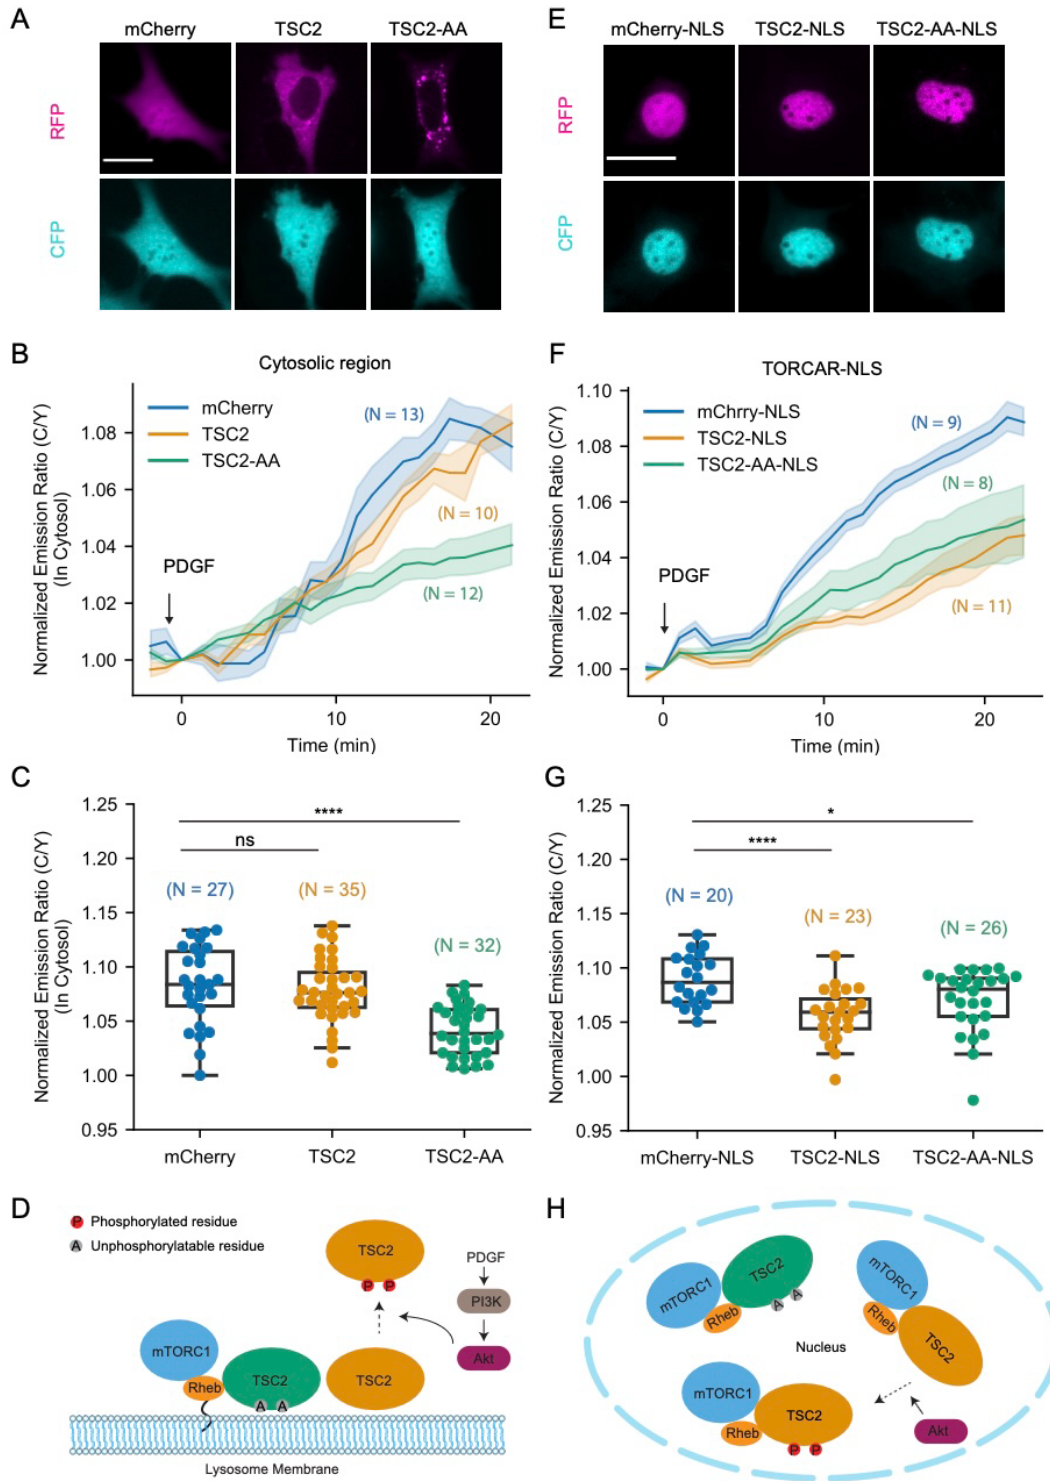 A
mCherry TSC2 TSC2-AA
RFP
CFP
B
Cytosolic region
Normalized Emission Ratio (C/Y)
(In Cytosol)
mCherry
TSC2
TSC2-AA
(N = 13)
(N = 10)
(N = 12)
PDGF
1.08
1.06
1.04
1.02
1.00
0 10 20
Time (min)
C
Normalized Emission Ratio (C/Y)
(In Cytosol)
1.25
1.20
1.15
1.10
1.05
1.00
0.95
****
ns
(N = 27) (N = 35)
(N = 32)
mCherry TSC2 TSC2-AA
D
P Phosphorylated residue
A Unphosphorylatable residue
TSC2
P P
PDGF
PI3K
Akt
mTORC1
Rheb
TSC2
A A
TSC2
Lysosome Membrane
E
mCherry-NLS TSC2-NLS TSC2-AA-NLS
RFP
CFP
F
TORCAR-NLS
Normalized Emission Ratio (C/Y)
mChrry-NLS
TSC2-NLS
TSC2-AA-NLS
(N = 9)
(N = 8)
(N = 11)
PDGF
1.10
1.08
1.06
1.04
1.02
1.00
0 10 20
Time (min)
G
Normalized Emission Ratio (C/Y)
1.25
1.20
1.15
1.10
1.05
1.00
0.95
*
****
(N = 20)
(N = 23)
(N = 26)
mCherry-NLS TSC2-NLS TSC2-AA-NLS
H
mTORC1
Rheb
TSC2
A A
mTORC1
Rheb
TSC2
Nucleus
mTORC1
Rheb
TSC2
P P
Akt